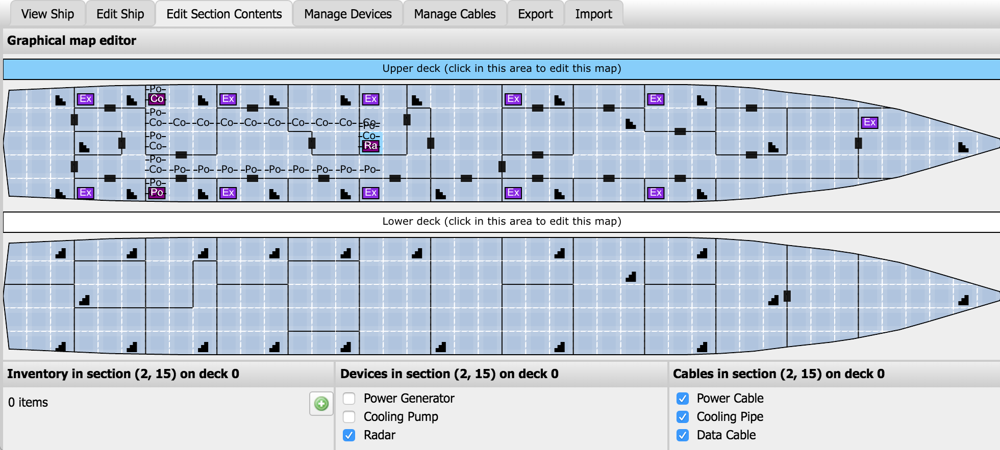 View Ship Edit Ship Edit Section Contents Manage Devices Manage Cables Export Import
Graphical map editor
Upper deck (click in this area to edit this map)
-Po-
Ex Co Ex Ex Ex Ex
-Po-
-Co- -Co- -Co- -Co- -Co- -Co- -Co- -Co- -Co- -Co- Ex
-Po-
-Po- -Co-
-Co- Ra
-Po-
-Co- -Po- -Po- -Po- -Po- -Po- -Po- -Po- -Po- -Po-
-Po-
Ex Po Ex Ex Ex Ex
Lower deck (click in this area to edit this map)
Inventory in section (2, 15) on deck 0
0 items
Devices in section (2, 15) on deck 0
Power Generator
Cooling Pump
Radar
Cables in section (2, 15) on deck 0
Power Cable
Cooling Pipe
Data Cable